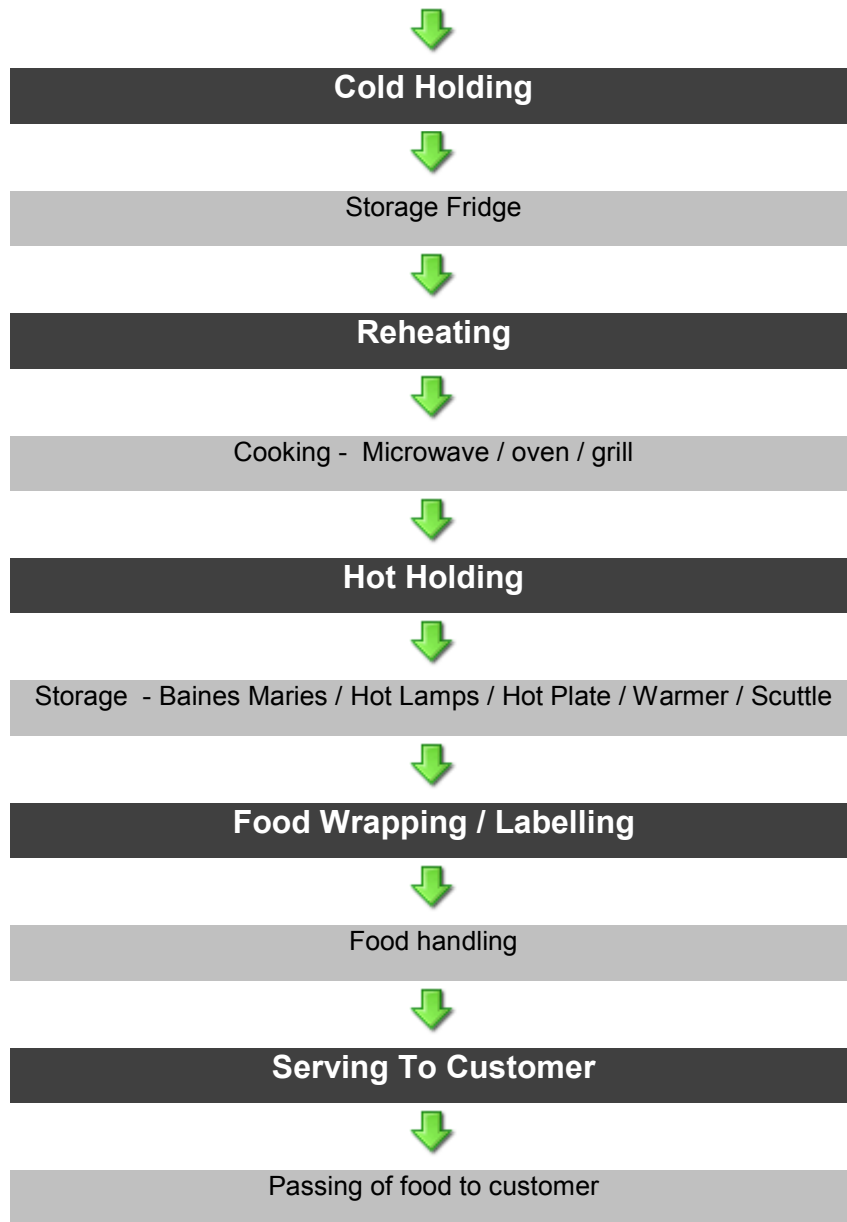 Cold Holding
Storage Fridge
Reheating
Cooking -  Microwave / oven / grill
Hot Holding
Storage  - Baines Maries / Hot Lamps / Hot Plate / Warmer / Scuttle
Food Wrapping / Labelling
Food handling
Serving To Customer
Passing of food to customer